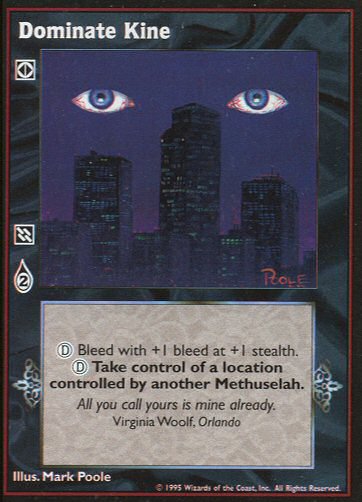 Dominate Kine
POOLE
2
D Bleed with +1 bleed at +1 stealth.
D Take control of a location
controlled by another Methuselah.
All you call yours is mine already.
Virginia Woolf, Orlando
Illus. Mark Poole
© 1995 Wizards of the Coast, Inc. All Rights Reserved.